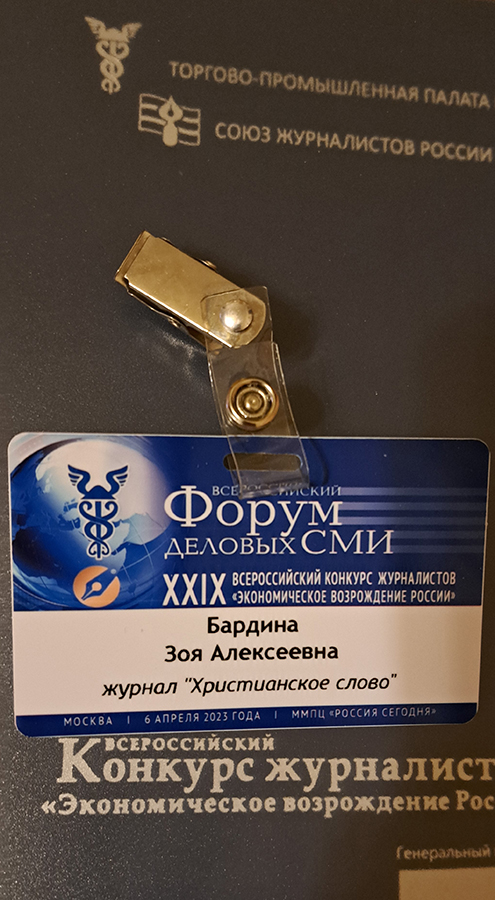 ТОРГОВО-ПРОМЫШЛЕННАЯ ПАЛАТА
СОЮЗ ЖУРНАЛИСТОВ РОССИИ
ВСЕРОССИЙСКИЙ
Форум
ДЕЛОВЫХ СМИ
XXIX ВСЕРОССИЙСКИЙ КОНКУРС ЖУРНАЛИСТОВ
«ЭКОНОМИЧЕСКОЕ ВОЗРОЖДЕНИЕ РОССИИ»
Бардина
Зоя Алексеевна
журнал "Христианское слово"
МОСКВА | 6 АПРЕЛЯ 2023 ГОДА | ММПЦ «РОССИЯ СЕГОДНЯ»
ВСЕРОССИЙСКИЙ
Конкурс журналист
«Экономическое возрождение Рос
Генеральный